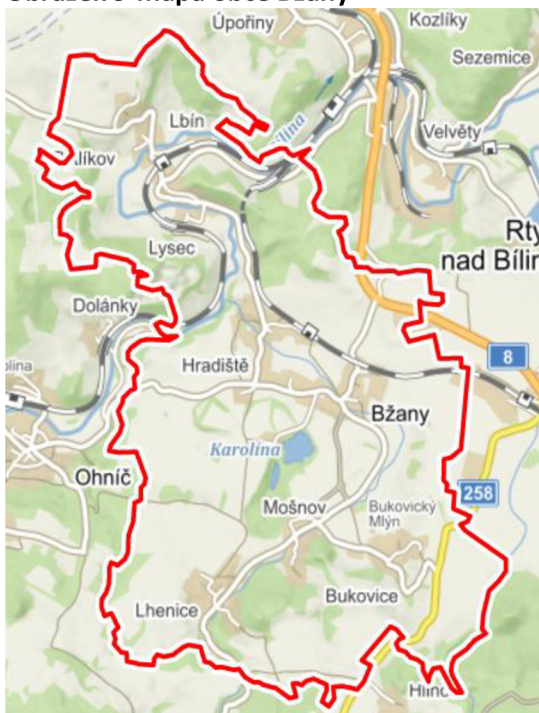 Úpořiny
Kozlíky
Sezemice
Lbín
Velvěty
Lysec
Rty
nad Bílin
Dolánky
8
Hradiště
Bžany
Karolína
Ohníč
258
Mošnov
Bukovický
Mlýn
Lhenice
Bukovice